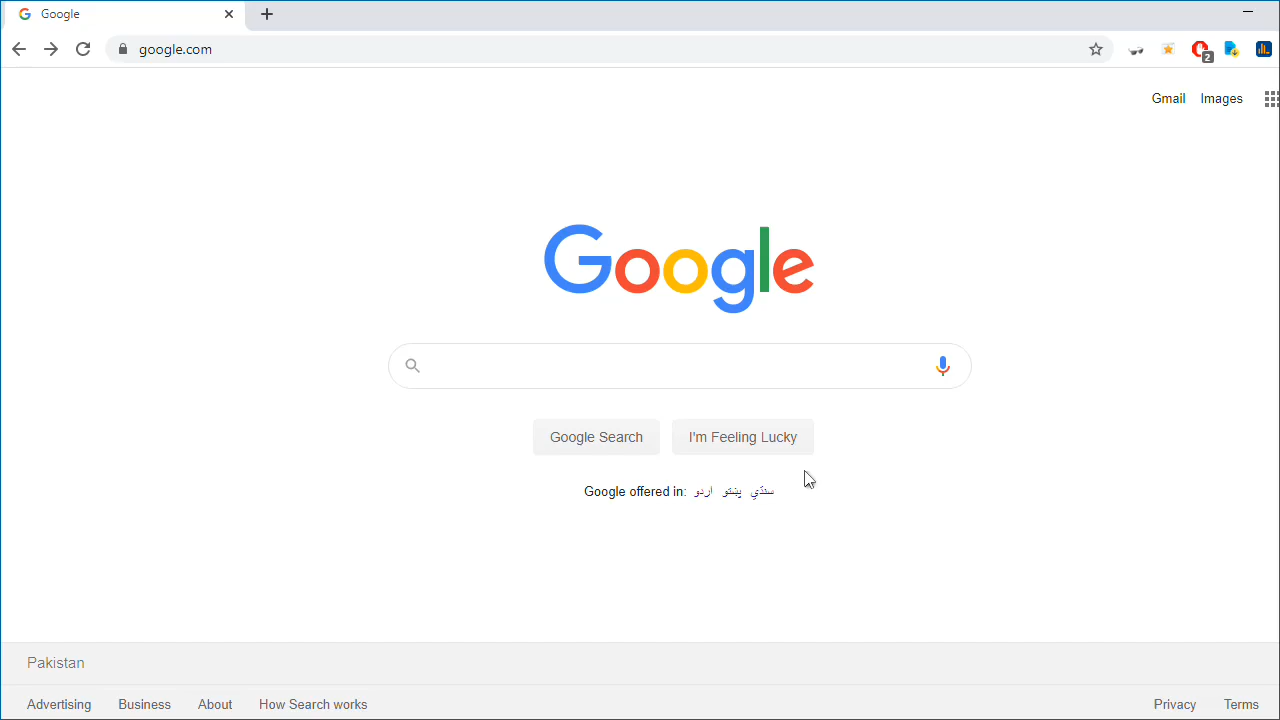 Google
google.com
2
Gmail Images
Google
Google Search I'm Feeling Lucky
Google offered in: اردو پښتو سنڌي
Pakistan
Advertising Business About How Search works Privacy Terms